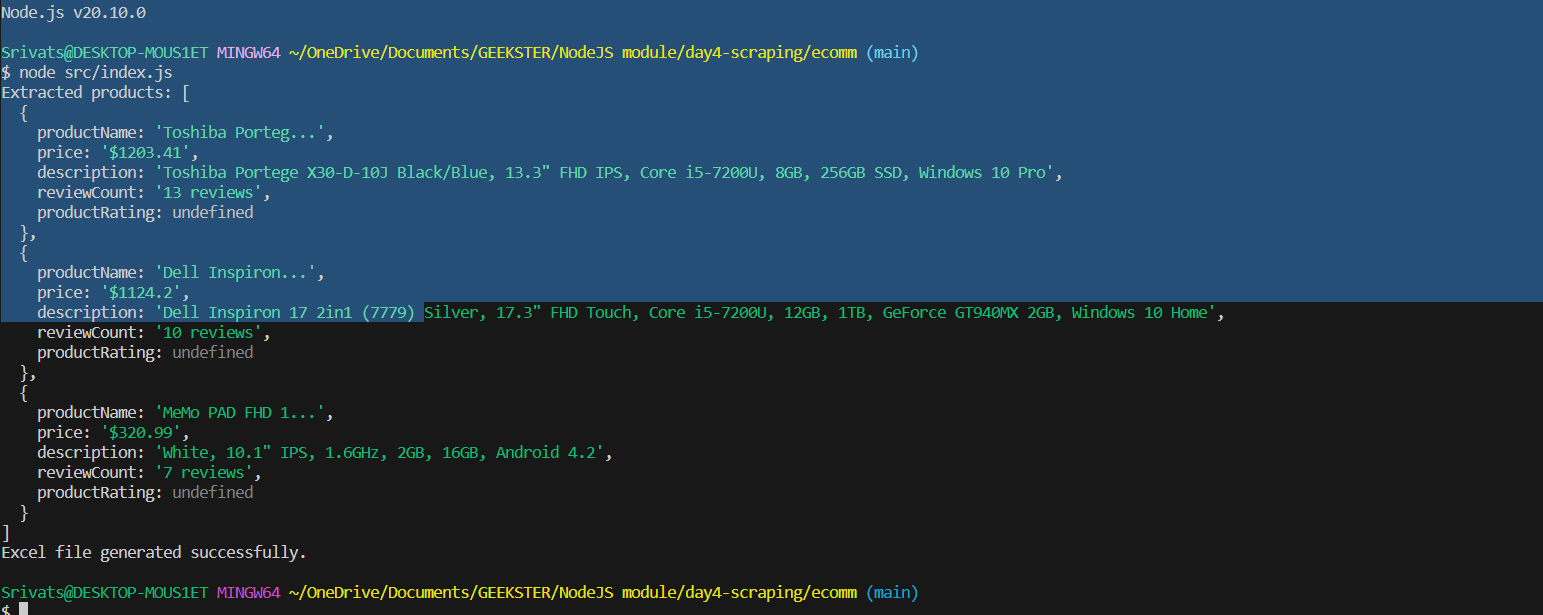 Node.js v20.10.0
Srivats@DESKTOP-MOUS1ET MINGW64 ~/OneDrive/Documents/GEEKSTER/NodeJS module/day4-scraping/ecomm (main)
$ node src/index.js
Extracted products: [
  {
    productName: 'Toshiba Porteg...',
    price: '$1203.41',
    description: 'Toshiba Portege X30-D-10J Black/Blue, 13.3" FHD IPS, Core i5-7200U, 8GB, 256GB SSD, Windows 10 Pro',
    reviewCount: '13 reviews',
    productRating: undefined
  },
  {
    productName: 'Dell Inspiron...',
    price: '$1124.2',
    description: 'Dell Inspiron 17 2in1 (7779) Silver, 17.3" FHD Touch, Core i5-7200U, 12GB, 1TB, GeForce GT940MX 2GB, Windows 10 Home',
    reviewCount: '10 reviews',
    productRating: undefined
  },
  {
    productName: 'MeMo PAD FHD 1...',
    price: '$320.99',
    description: 'White, 10.1" IPS, 1.6GHz, 2GB, 16GB, Android 4.2',
    reviewCount: '7 reviews',
    productRating: undefined
  }
]
Excel file generated successfully.
Srivats@DESKTOP-MOUS1ET MINGW64 ~/OneDrive/Documents/GEEKSTER/NodeJS module/day4-scraping/ecomm (main)
$